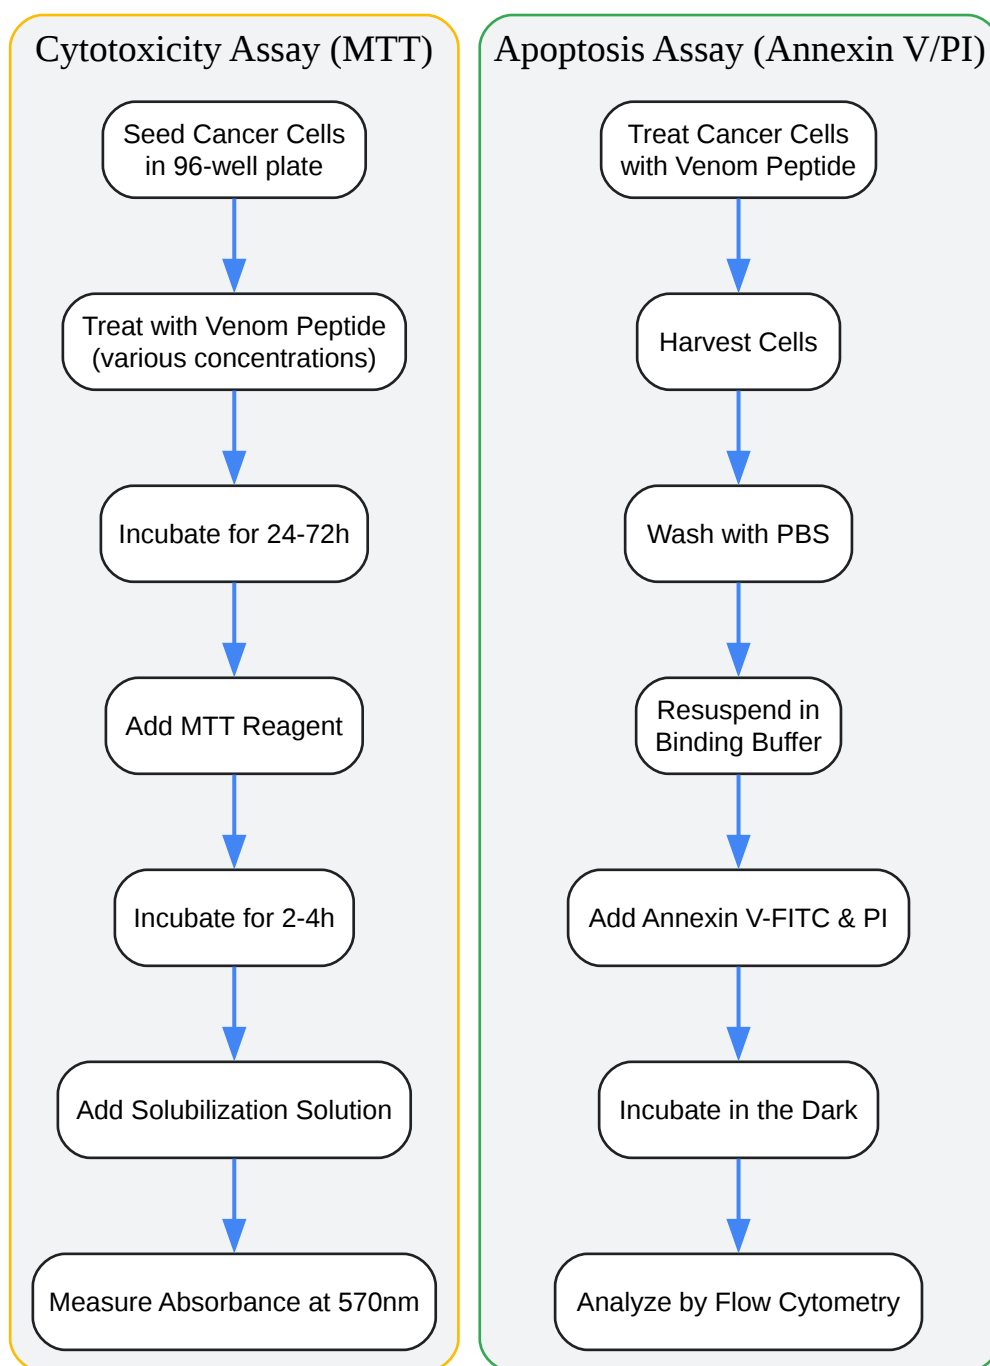 Cytotoxicity Assay (MTT)
Seed Cancer Cells
in 96-well plate
Treat with Venom Peptide
(various concentrations)
Incubate for 24-72h
Add MTT Reagent
Incubate for 2-4h
Add Solubilization Solution
Measure Absorbance at 570nm
Apoptosis Assay (Annexin V/PI)
Treat Cancer Cells
with Venom Peptide
Harvest Cells
Wash with PBS
Resuspend in
Binding Buffer
Add Annexin V-FITC & PI
Incubate in the Dark
Analyze by Flow Cytometry